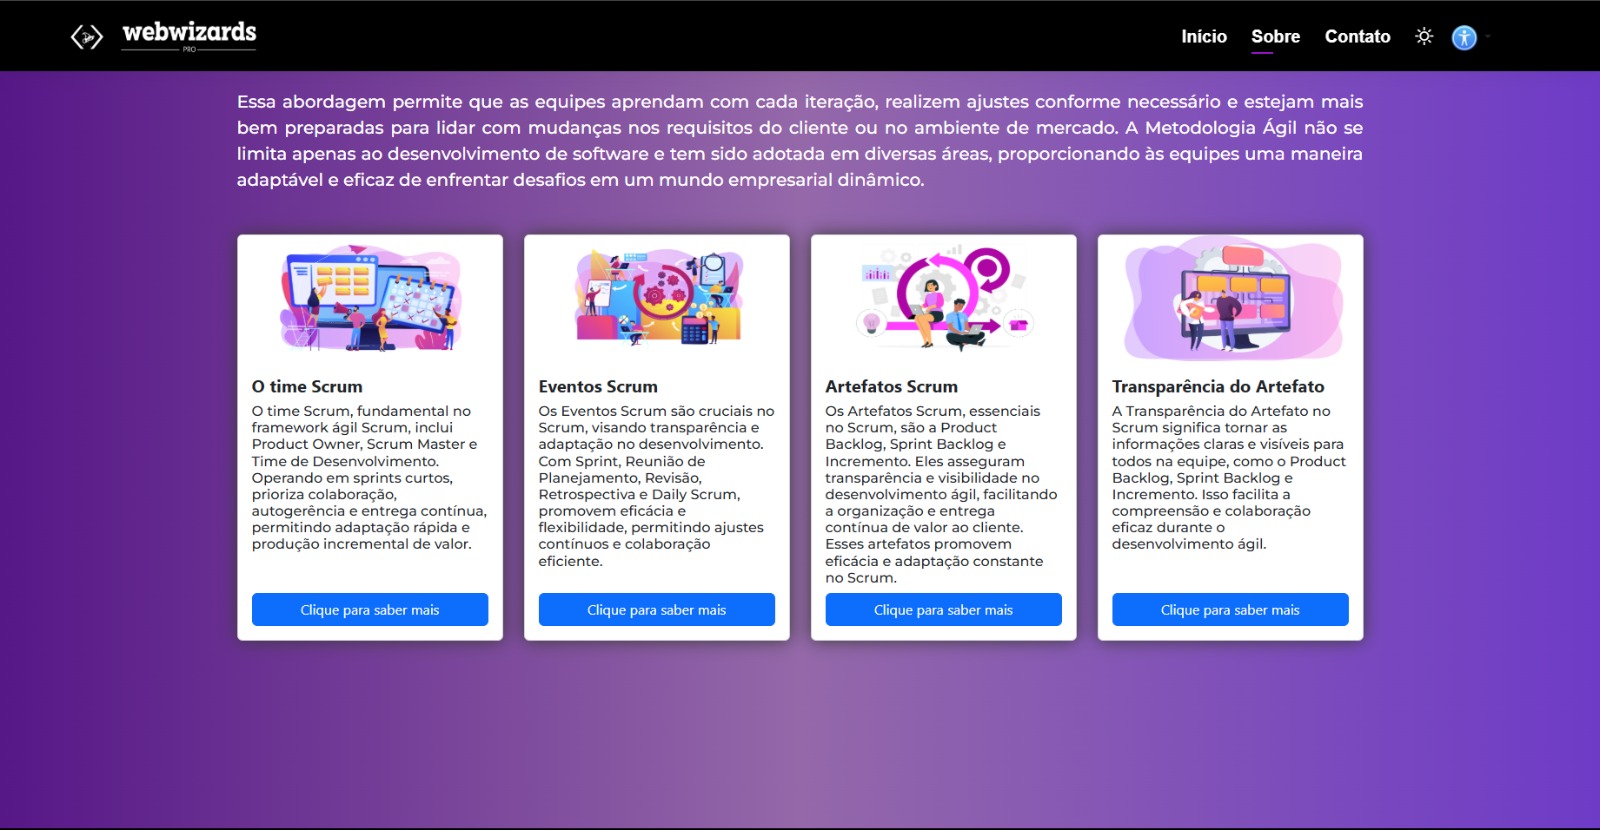 webwizards
PRO
Início Sobre Contato
Essa abordagem permite que as equipes aprendam com cada iteração, realizem ajustes conforme necessário e estejam mais
bem preparadas para lidar com mudanças nos requisitos do cliente ou no ambiente de mercado. A Metodologia Ágil não se
limita apenas ao desenvolvimento de software e tem sido adotada em diversas áreas, proporcionando às equipes uma maneira
adaptável e eficaz de enfrentar desafios em um mundo empresarial dinâmico.
O time Scrum
O time Scrum, fundamental no
framework ágil Scrum, inclui
Product Owner, Scrum Master e
Time de Desenvolvimento.
Operando em sprints curtos,
prioriza colaboração,
autogerência e entrega contínua,
permitindo adaptação rápida e
produção incremental de valor.
Clique para saber mais
Eventos Scrum
Os Eventos Scrum são cruciais no
Scrum, visando transparência e
adaptação no desenvolvimento.
Com Sprint, Reunião de
Planejamento, Revisão,
Retrospectiva e Daily Scrum,
promovem eficácia e
flexibilidade, permitindo ajustes
contínuos e colaboração
eficiente.
Clique para saber mais
Artefatos Scrum
Os Artefatos Scrum, essenciais
no Scrum, são a Product
Backlog, Sprint Backlog e
Incremento. Eles asseguram
transparência e visibilidade no
desenvolvimento ágil, facilitando
a organização e entrega
contínua de valor ao cliente.
Esses artefatos promovem
eficácia e adaptação constante
no Scrum.
Clique para saber mais
Transparência do Artefato
A Transparência do Artefato no
Scrum significa tornar as
informações claras e visíveis para
todos na equipe, como o Product
Backlog, Sprint Backlog e
Incremento. Isso facilita a
compreensão e colaboração
eficaz durante o
desenvolvimento ágil.
Clique para saber mais